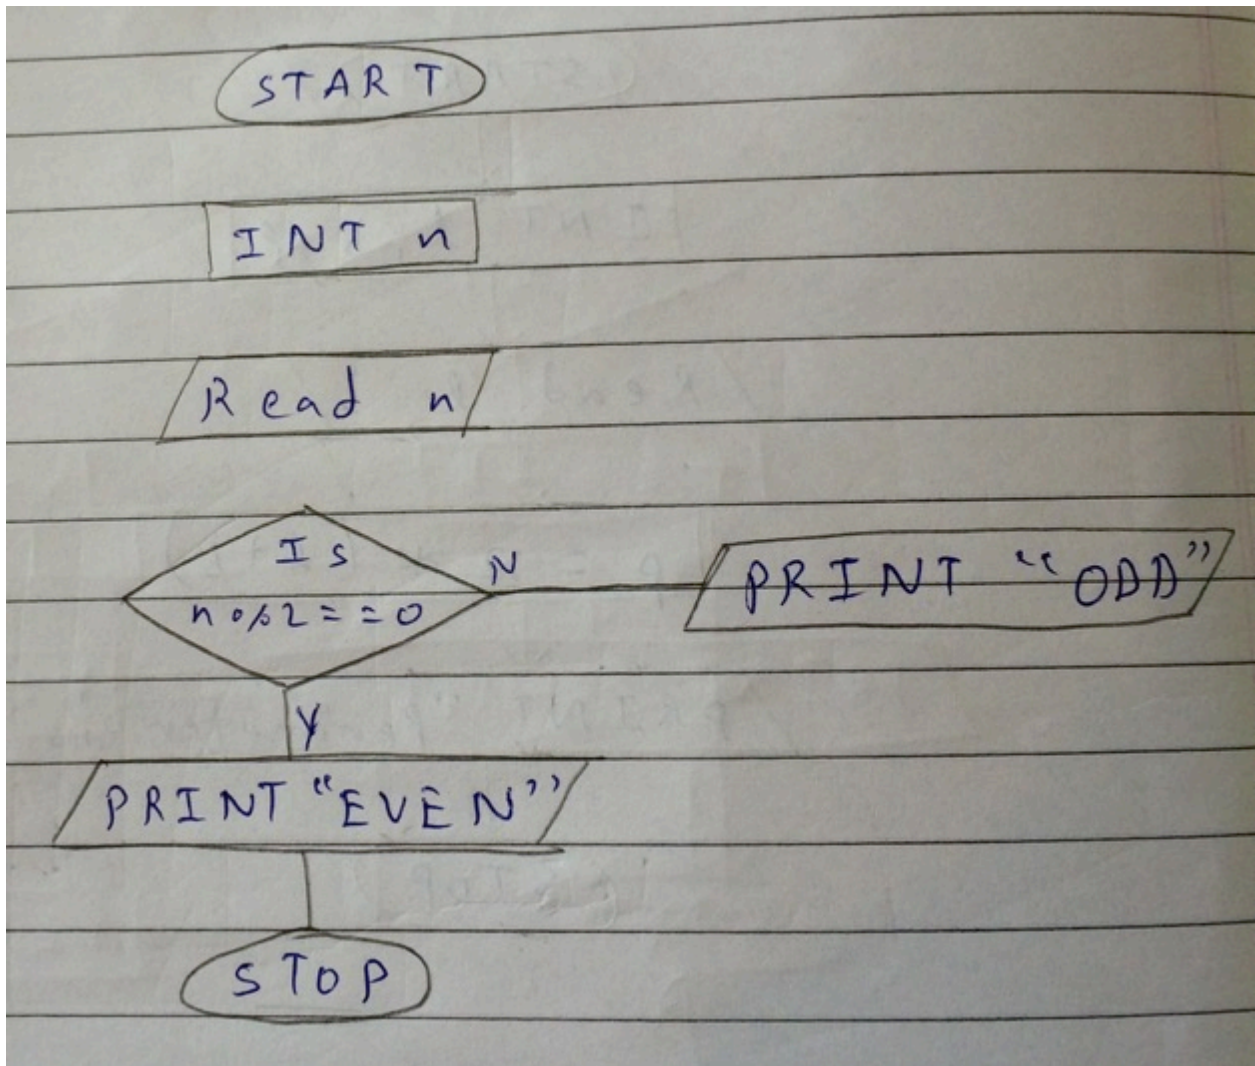 START
INT n
Read n
Is
n%2==0
N
PRINT "ODD"
Y
PRINT "EVEN"
STOP